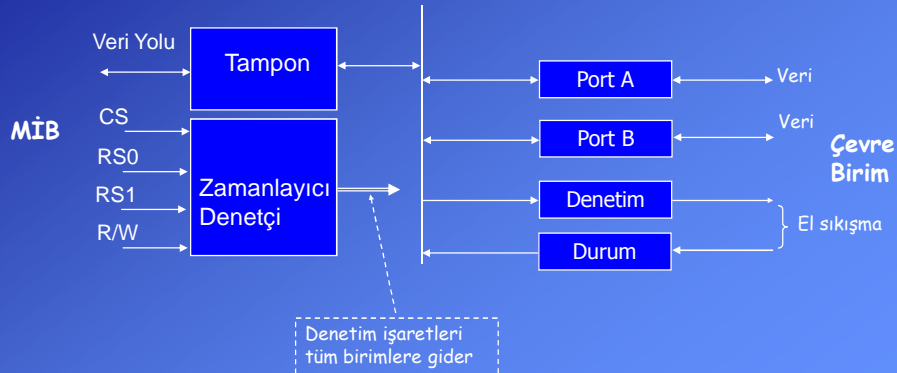 Veri Yolu
Tampon
MİB
CS
RS0
RS1
R/W
Zamanlayıcı
Denetçi
Port A
Veri
Port B
Veri
Çevre
Birim
Denetim
El sıkışma
Durum
Denetim işaretleri
tüm birimlere gider